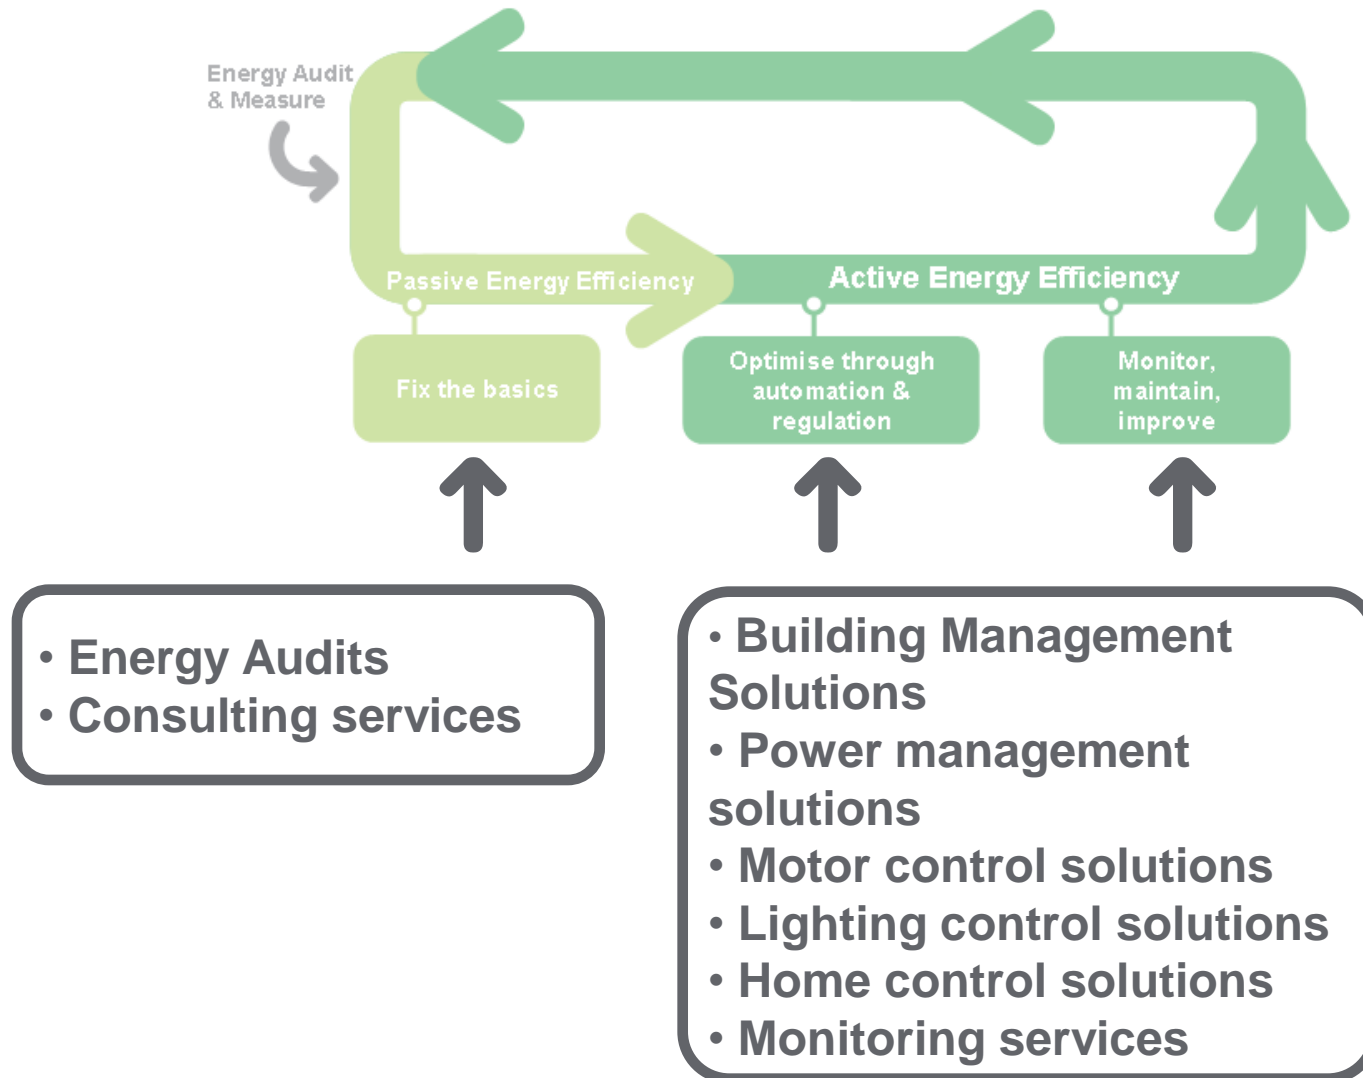 Energy Audit
& Measure
Passive Energy Efficiency
Active Energy Efficiency
Fix the basics
Optimise through
automation &
regulation
Monitor,
maintain,
improve
• Energy Audits
• Consulting services
• Building Management
Solutions
• Power management
solutions
• Motor control solutions
• Lighting control solutions
• Home control solutions
• Monitoring services